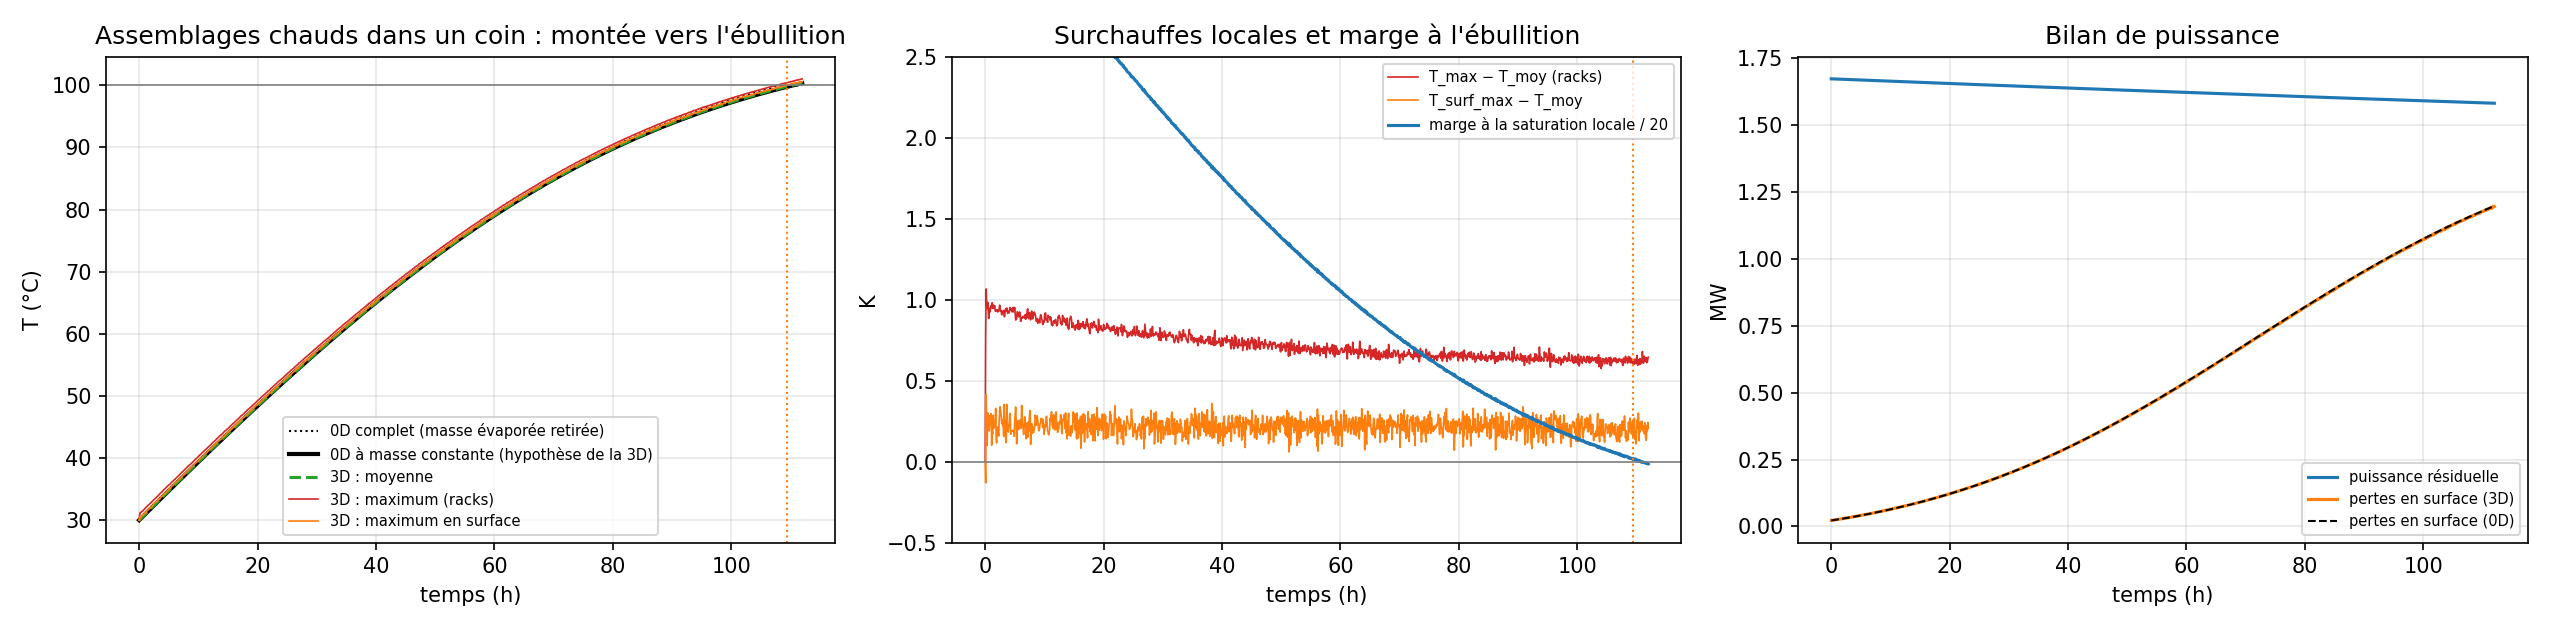 Assemblages chauds dans un coin : montée vers l'ébullition
T (°C)
100
90
80
70
60
50
40
30
0D complet (masse évaporée retirée)
0D à masse constante (hypothèse de la 3D)
3D : moyenne
3D : maximum (racks)
3D : maximum en surface
0 20 40 60 80 100
temps (h)
Surchauffes locales et marge à l'ébullition
K
2.5
2.0
1.5
1.0
0.5
0.0
−0.5
T_max − T_moy (racks)
T_surf_max − T_moy
marge à la saturation locale / 20
0 20 40 60 80 100
temps (h)
Bilan de puissance
MW
1.75
1.50
1.25
1.00
0.75
0.50
0.25
0.00
puissance résiduelle
pertes en surface (3D)
pertes en surface (0D)
0 20 40 60 80 100
temps (h)